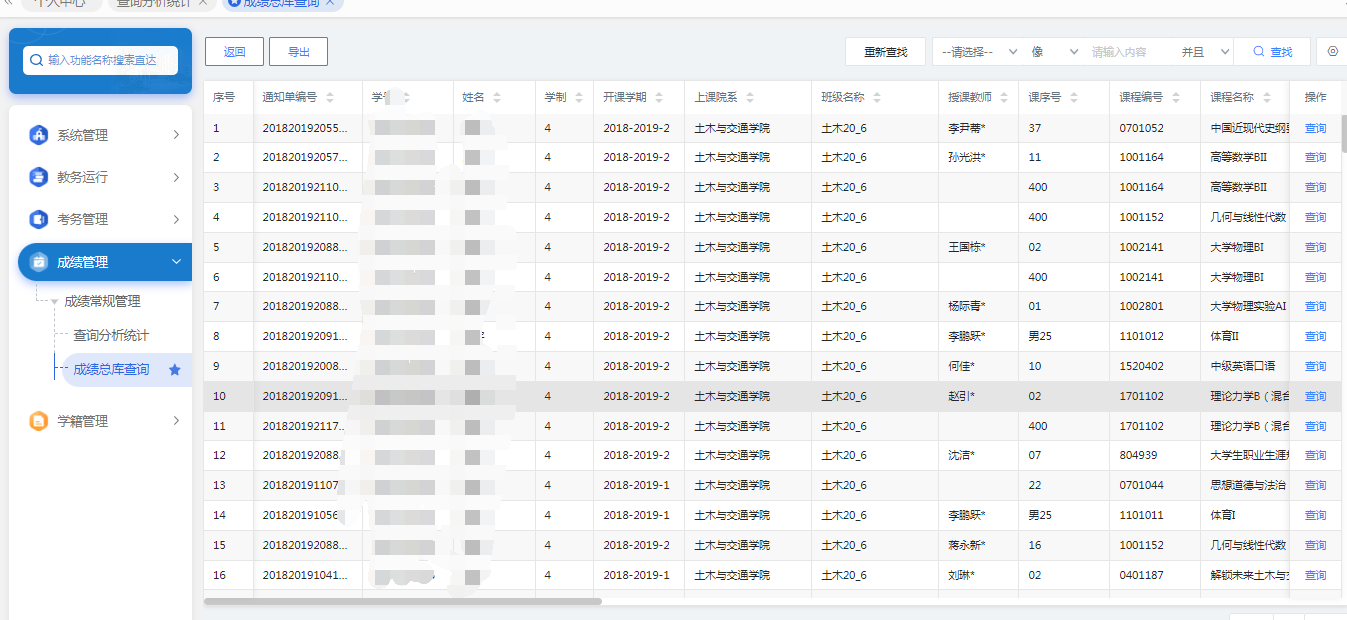 个人中心 查询分析统计 × 成绩总库查询 ×
输入功能名称搜索直达
返回 导出 重新查找 --请选择-- 像 请输入内容 并且 查找
系统管理
教务运行
考务管理
成绩管理
成绩常规管理
查询分析统计
成绩总库查询
学籍管理
序号 通知单编号 姓名 学制 开课学期 上课院系 班级名称 授课教师 课序号 课程编号 课程名称 操作
1 201820192055... 4 2018-2019-2 土木与交通学院 土木20_6 李尹蒂* 37 0701052 中国近现代史纲 查询
2 201820192057... 4 2018-2019-2 土木与交通学院 土木20_6 孙光洪* 11 1001164 高等数学BII 查询
3 201820192110... 4 2018-2019-2 土木与交通学院 土木20_6 400 1001164 高等数学BII 查询
4 201820192110... 4 2018-2019-2 土木与交通学院 土木20_6 400 1001152 几何与线性代数 查询
5 201820192088... 4 2018-2019-2 土木与交通学院 土木20_6 王国栋* 02 1002141 大学物理BI 查询
6 201820192110... 4 2018-2019-2 土木与交通学院 土木20_6 400 1002141 大学物理BI 查询
7 201820192088... 4 2018-2019-2 土木与交通学院 土木20_6 杨际青* 01 1002801 大学物理实验AI 查询
8 201820192091... 4 2018-2019-2 土木与交通学院 土木20_6 李鹏跃* 男25 1101012 体育II 查询
9 201820192008... 4 2018-2019-2 土木与交通学院 土木20_6 何佳* 10 1520402 中级英语口语 查询
10 201820192091... 4 2018-2019-2 土木与交通学院 土木20_6 赵引* 02 1701102 理论力学B（混合 查询
11 201820192117... 4 2018-2019-2 土木与交通学院 土木20_6 400 1701102 理论力学B（混合 查询
12 201820192088. 4 2018-2019-2 土木与交通学院 土木20_6 沈洁* 07 804939 大学生职业生涯 查询
13 201820191107 4 2018-2019-1 土木与交通学院 土木20_6 22 0701044 思想道德与法治 查询
14 201820191056 4 2018-2019-1 土木与交通学院 土木20_6 李鹏跃* 男25 1101011 体育I 查询
15 201820192088... 4 2018-2019-2 土木与交通学院 土木20_6 蒋永新* 16 1001152 几何与线性代数 查询
16 201820191041... 4 2018-2019-1 土木与交通学院 土木20_6 刘琳* 02 0401187 解锁未来土木与 查询